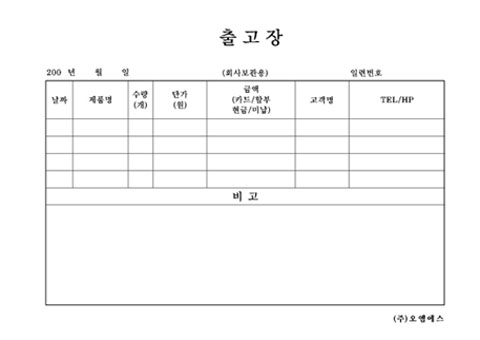 출 고 장
200 년 월 일 (회사보관용) 일련번호
날짜 제품명 수량 (개) 단가 (원) 금액 (카드/할부 현금/미납) 고객명 TEL/HP
비 고
(주)오엠에스